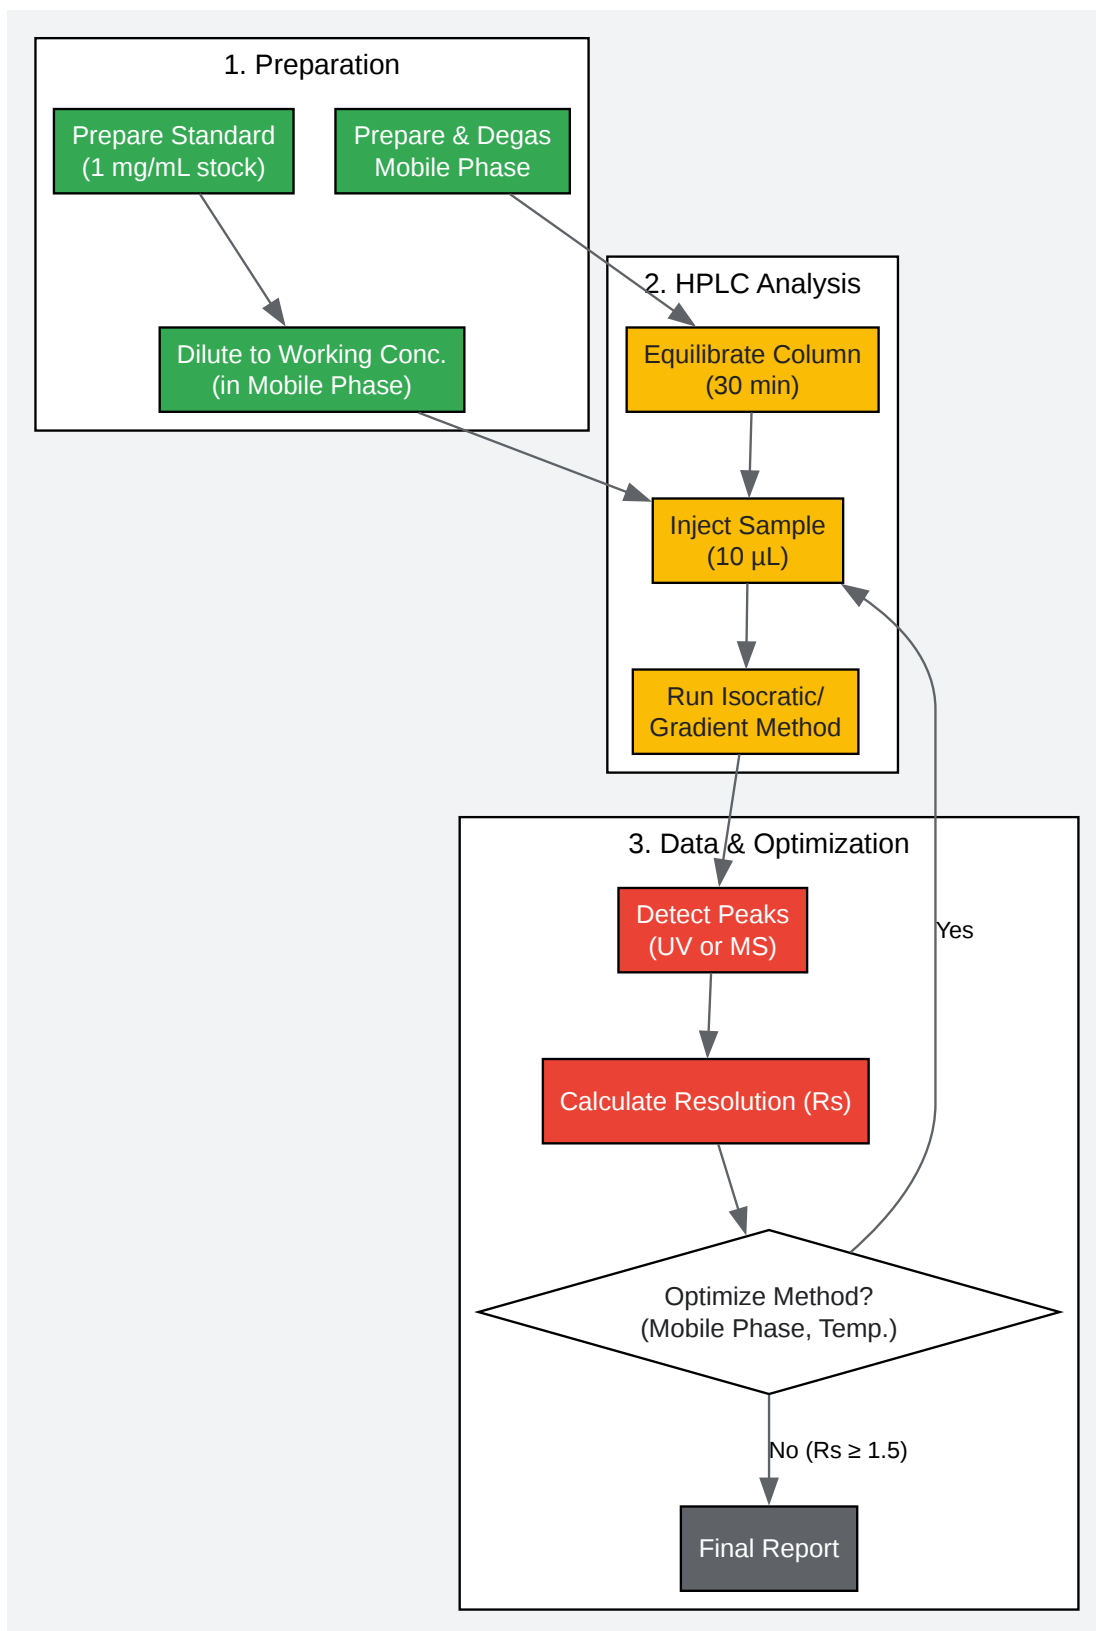 1. Preparation
Prepare Standard
(1 mg/mL stock)
Prepare & Degas
Mobile Phase
Dilute to Working Conc.
(in Mobile Phase)
2. HPLC Analysis
Equilibrate Column
(30 min)
Inject Sample
(10 µL)
Run Isocratic/
Gradient Method
3. Data & Optimization
Detect Peaks
(UV or MS)
Yes
Calculate Resolution (Rs)
Optimize Method?
(Mobile Phase, Temp.)
No (Rs ≥ 1.5)
Final Report